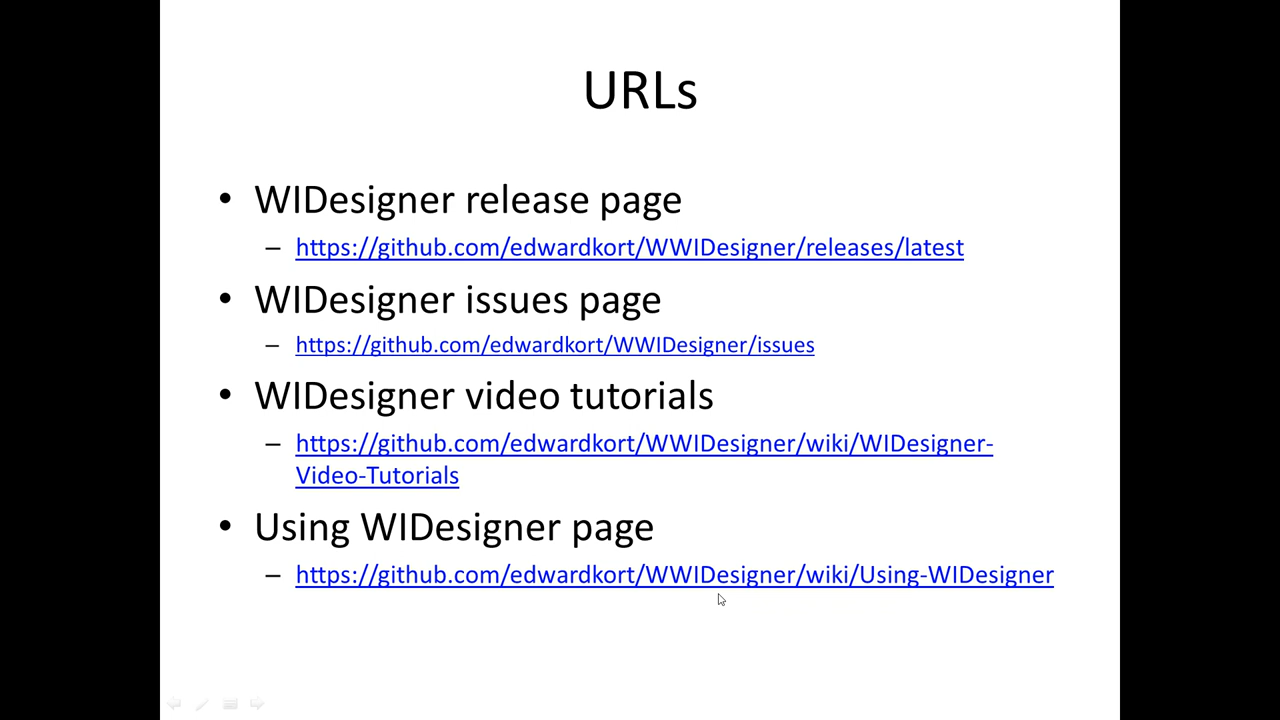 URLs
• WIDesigner release page
– https://github.com/edwardkort/WWIDesigner/releases/latest
• WIDesigner issues page
– https://github.com/edwardkort/WWIDesigner/issues
• WIDesigner video tutorials
– https://github.com/edwardkort/WWIDesigner/wiki/WIDesigner-
Video-Tutorials
• Using WIDesigner page
– https://github.com/edwardkort/WWIDesigner/wiki/Using-WIDesigner